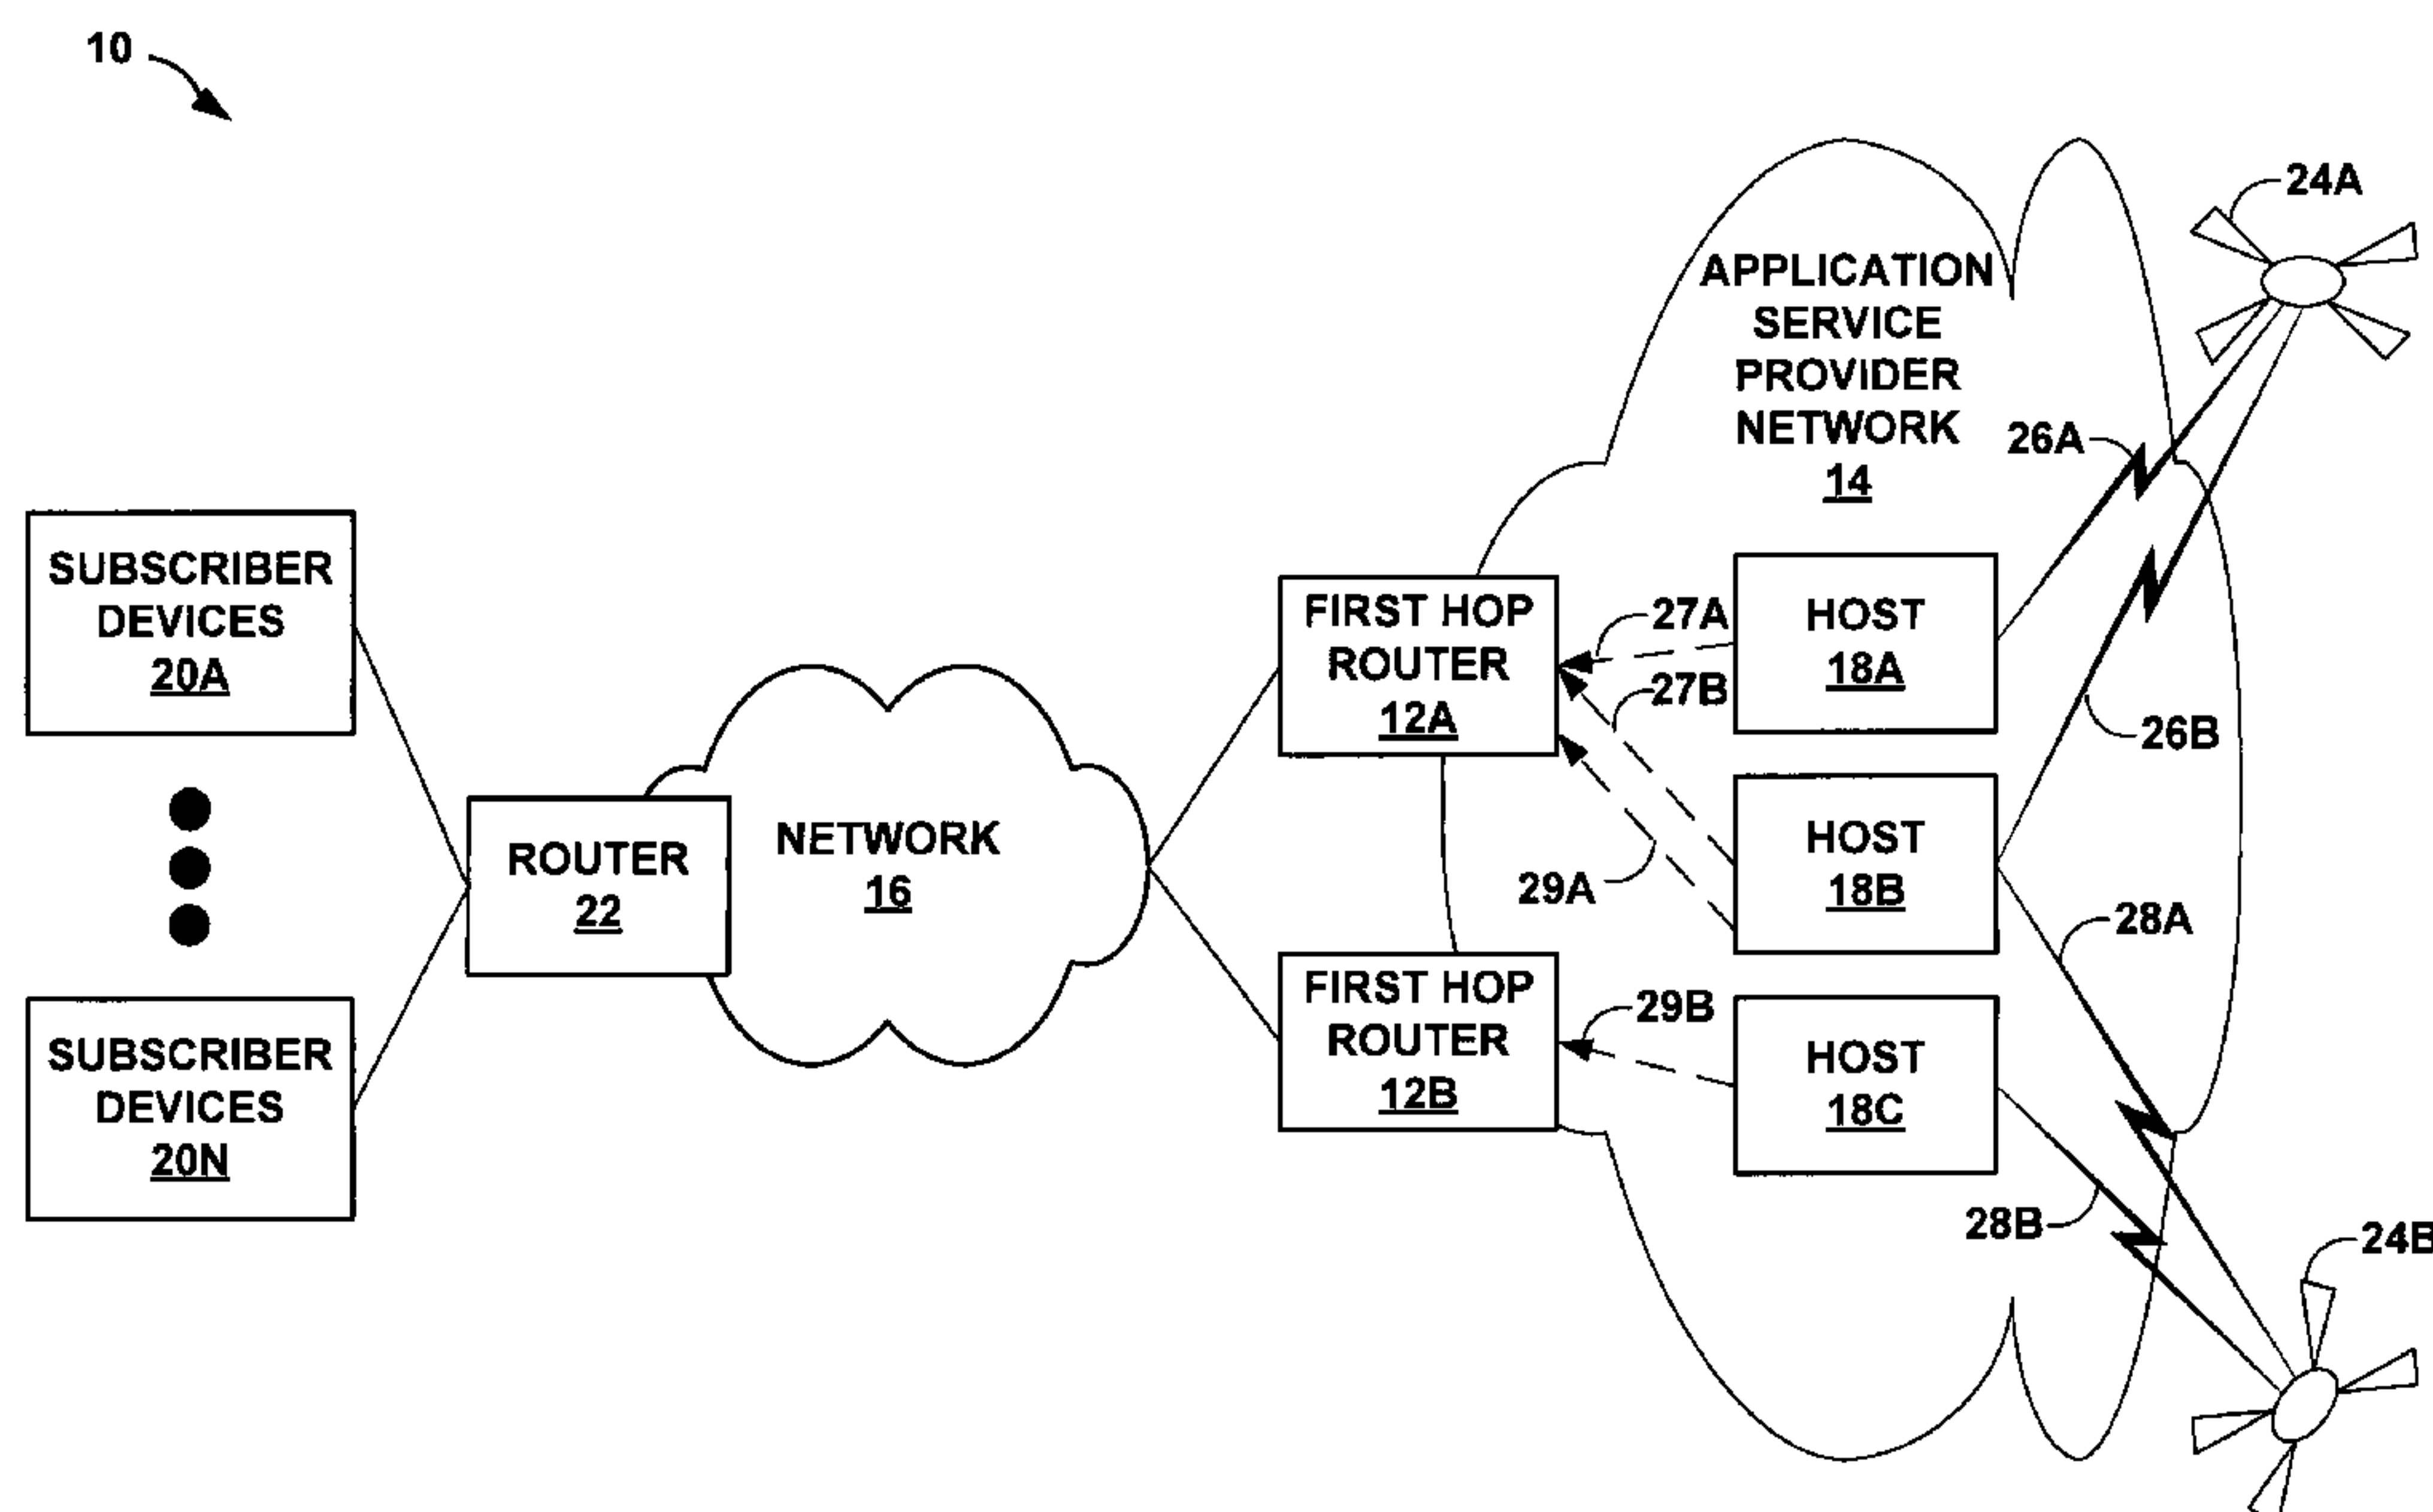 10
24A
APPLICATION
SERVICE
PROVIDER
NETWORK
14
26A
SUBSCRIBER
DEVICES
20A
FIRST HOP
ROUTER
12A
27A
27B
HOST
18A
26B
ROUTER
22
NETWORK
16
29A
HOST
18B
28A
SUBSCRIBER
DEVICES
20N
FIRST HOP
ROUTER
12B
29B
HOST
18C
28B
24B